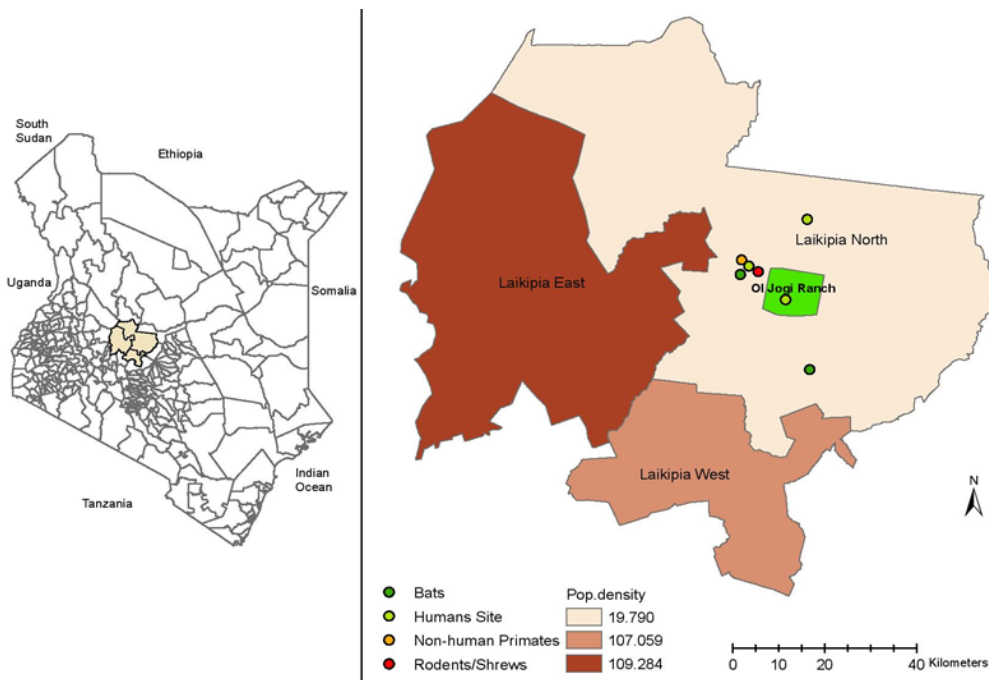 South
Sudan
Ethiopia
Uganda
Somalia
Tanzania
Indian
Ocean
Laikipia North
Laikipia East
Ol Jogi Ranch
Laikipia West
N
Bats
Humans Site
Non-human Primates
Rodents/Shrews
Pop.density
19.790
107.059
109.284
0 10 20 40 Kilometers